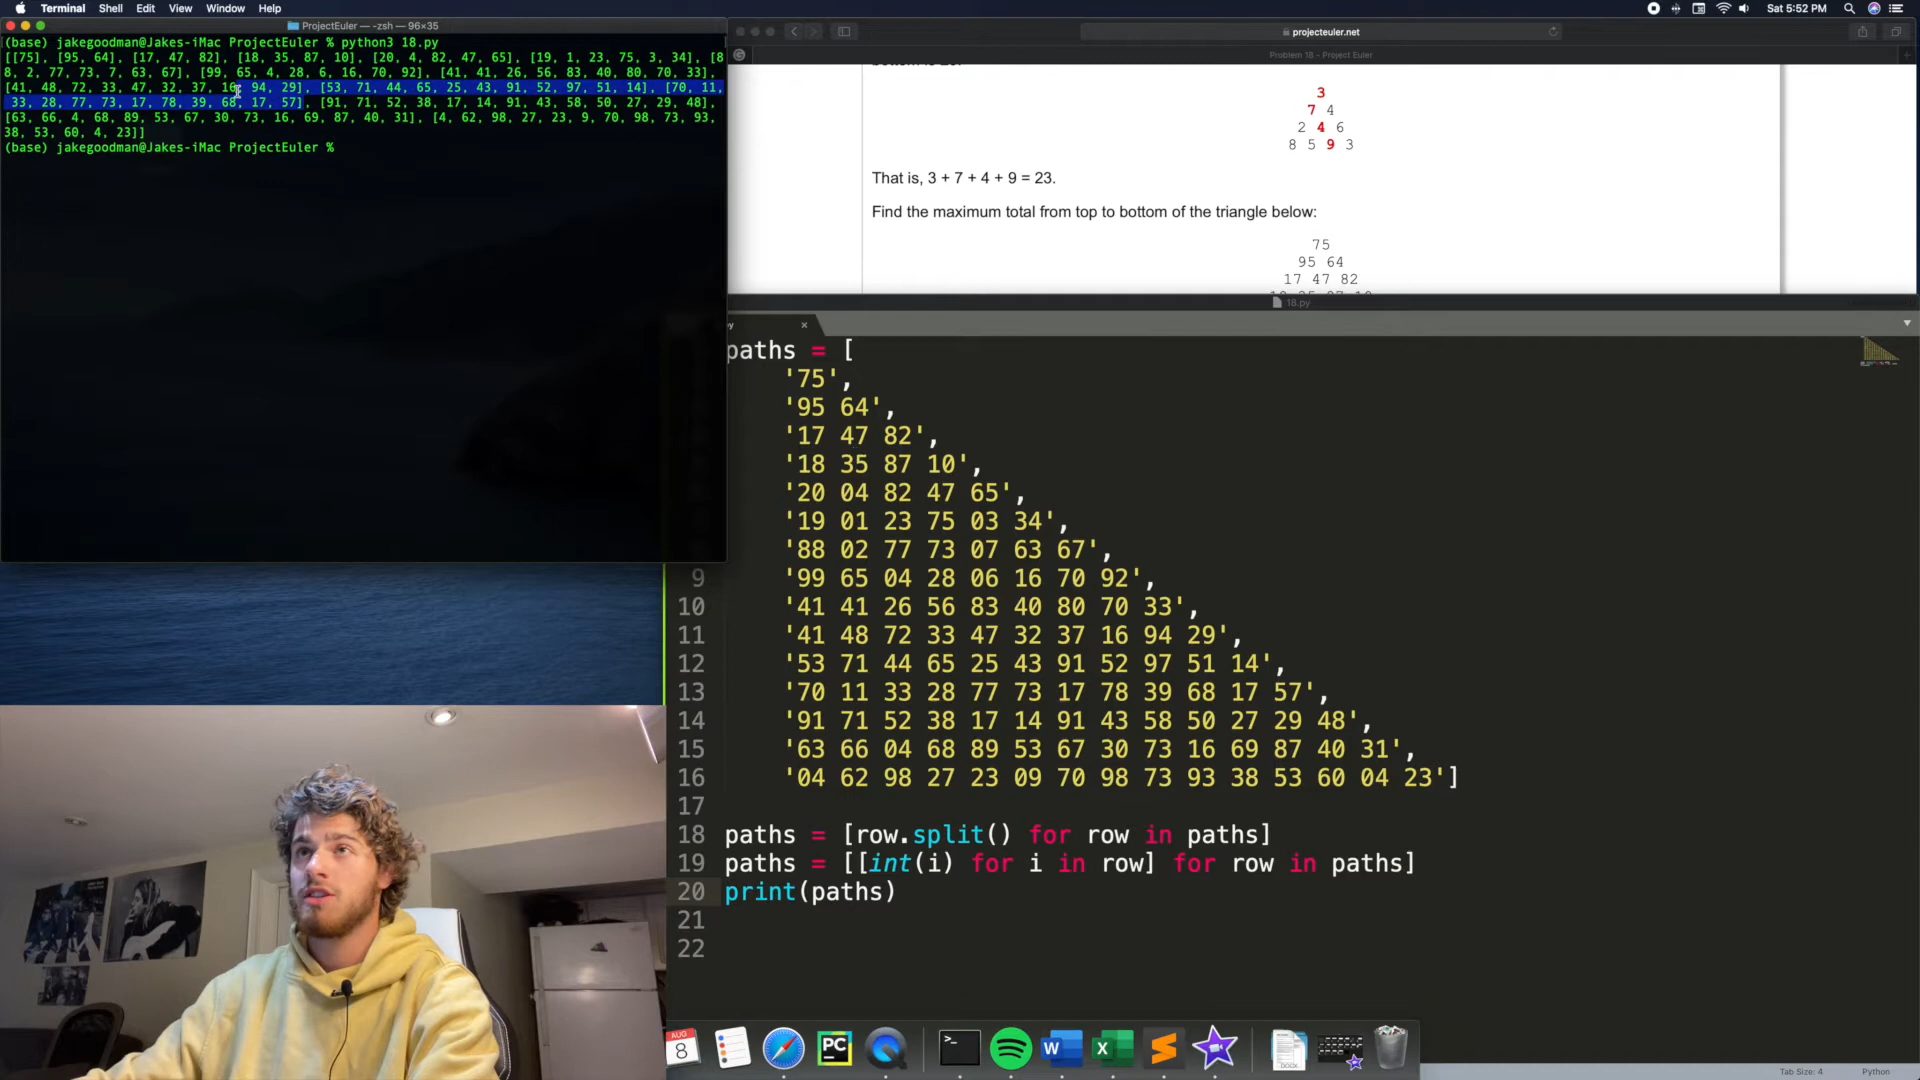 Terminal Shell Edit View Window Help
Sat 5:52 PM
ProjectEuler — -zsh — 96×35
(base) jakegoodman@Jakes-iMac ProjectEuler % python3 18.py
[[75], [95, 64], [17, 47, 82], [18, 35, 87, 10], [20, 4, 82, 47, 65], [19, 1, 23, 75, 3, 34], [8
8, 2, 77, 73, 7, 63, 67], [99, 65, 4, 28, 6, 16, 70, 92], [41, 41, 26, 56, 83, 40, 80, 70, 33],
[41, 48, 72, 33, 47, 32, 37, 16, 94, 29], [53, 71, 44, 65, 25, 43, 91, 52, 97, 51, 14], [70, 11,
33, 28, 77, 73, 17, 78, 39, 68, 17, 57], [91, 71, 52, 38, 17, 14, 91, 43, 58, 50, 27, 29, 48],
[63, 66, 4, 68, 89, 53, 67, 30, 73, 16, 69, 87, 40, 31], [4, 62, 98, 27, 23, 9, 70, 98, 73, 93,
38, 53, 60, 4, 23]]
(base) jakegoodman@Jakes-iMac ProjectEuler %
projecteuler.net
Problem 18 - Project Euler
3
7 4
2 4 6
8 5 9 3
That is, 3 + 7 + 4 + 9 = 23.
Find the maximum total from top to bottom of the triangle below:
75
95 64
17 47 82
18.py
paths = [
'75',
'95 64',
'17 47 82',
'18 35 87 10',
'20 04 82 47 65',
'19 01 23 75 03 34',
'88 02 77 73 07 63 67',
9 '99 65 04 28 06 16 70 92',
10 '41 41 26 56 83 40 80 70 33',
11 '41 48 72 33 47 32 37 16 94 29',
12 '53 71 44 65 25 43 91 52 97 51 14',
13 '70 11 33 28 77 73 17 78 39 68 17 57',
14 '91 71 52 38 17 14 91 43 58 50 27 29 48',
15 '63 66 04 68 89 53 67 30 73 16 69 87 40 31',
16 '04 62 98 27 23 09 70 98 73 93 38 53 60 04 23']
17
18 paths = [row.split() for row in paths]
19 paths = [[int(i) for i in row] for row in paths]
20 print(paths)
21
22
AUG
8
PC
>_
W
X
DOCX
Tab Size: 4 Python